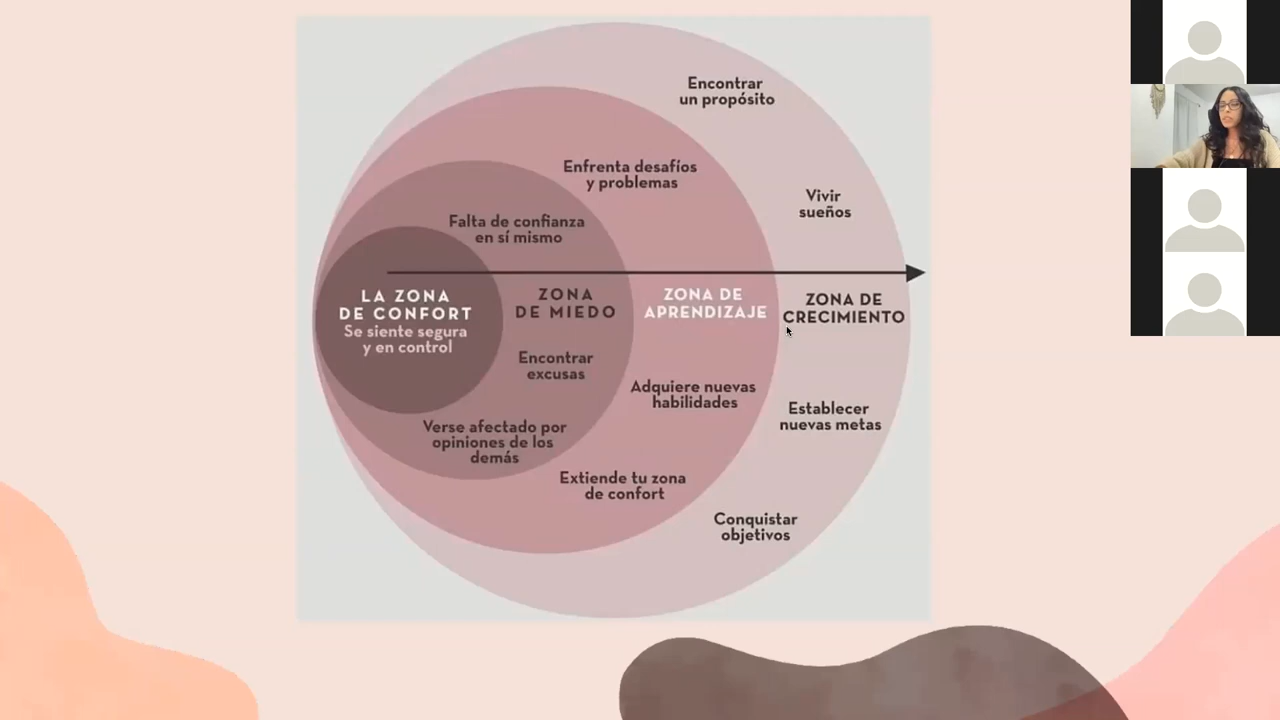 Encontrar
un propósito
Enfrenta desafíos
y problemas
Vivir
sueños
Falta de confianza
en sí mismo
LA ZONA
DE CONFORT
Se siente segura
y en control
ZONA
DE MIEDO
ZONA DE
APRENDIZAJE
ZONA DE
CRECIMIENTO
Encontrar
excusas
Adquiere nuevas
habilidades
Establecer
nuevas metas
Verse afectado por
opiniones de los
demás
Extiende tu zona
de confort
Conquistar
objetivos